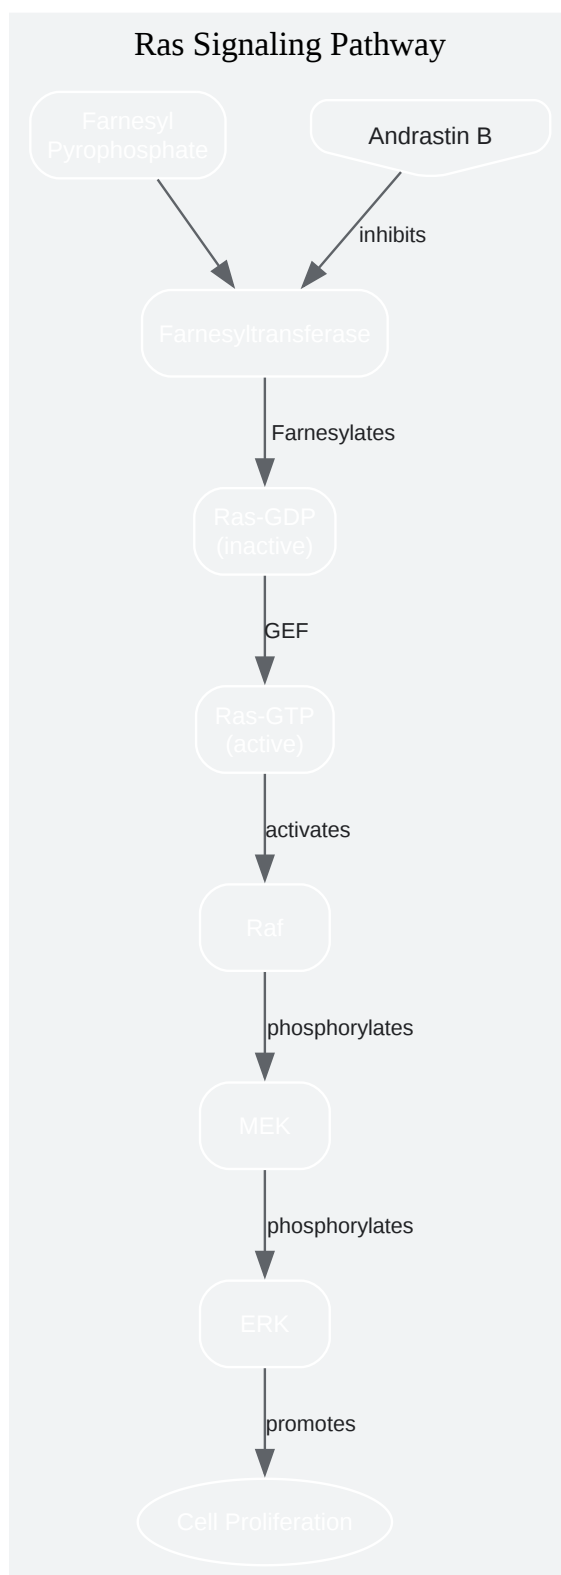 Ras Signaling Pathway
Farnesyl
Pyrophosphate
Andrastin B
inhibits
Farnesyltransferase
Farnesylates
Ras-GDP
(inactive)
GEF
Ras-GTP
(active)
activates
Raf
phosphorylates
MEK
phosphorylates
ERK
promotes
Cell Proliferation